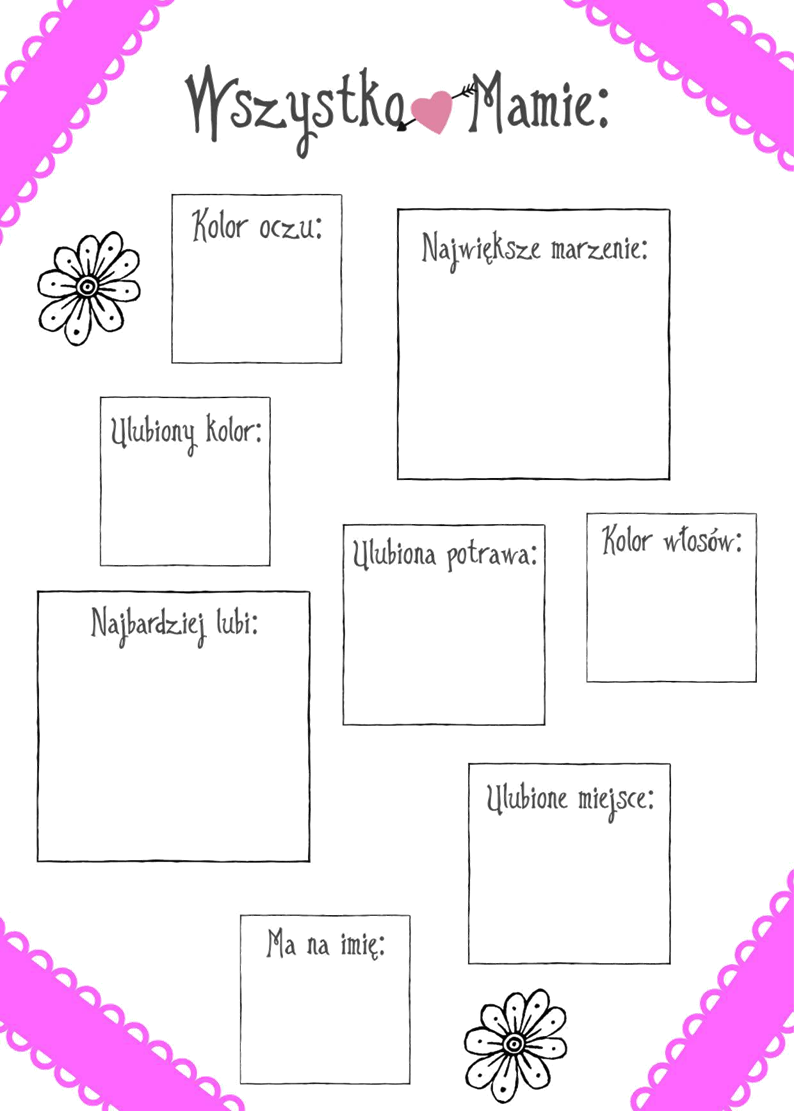 Wszystko Mamie:
Kolor oczu:
Największe marzenie:
Ulubiony kolor:
Ulubiona potrawa:
Kolor włosów:
Najbardziej lubi:
Ulubione miejsce:
Ma na imię: